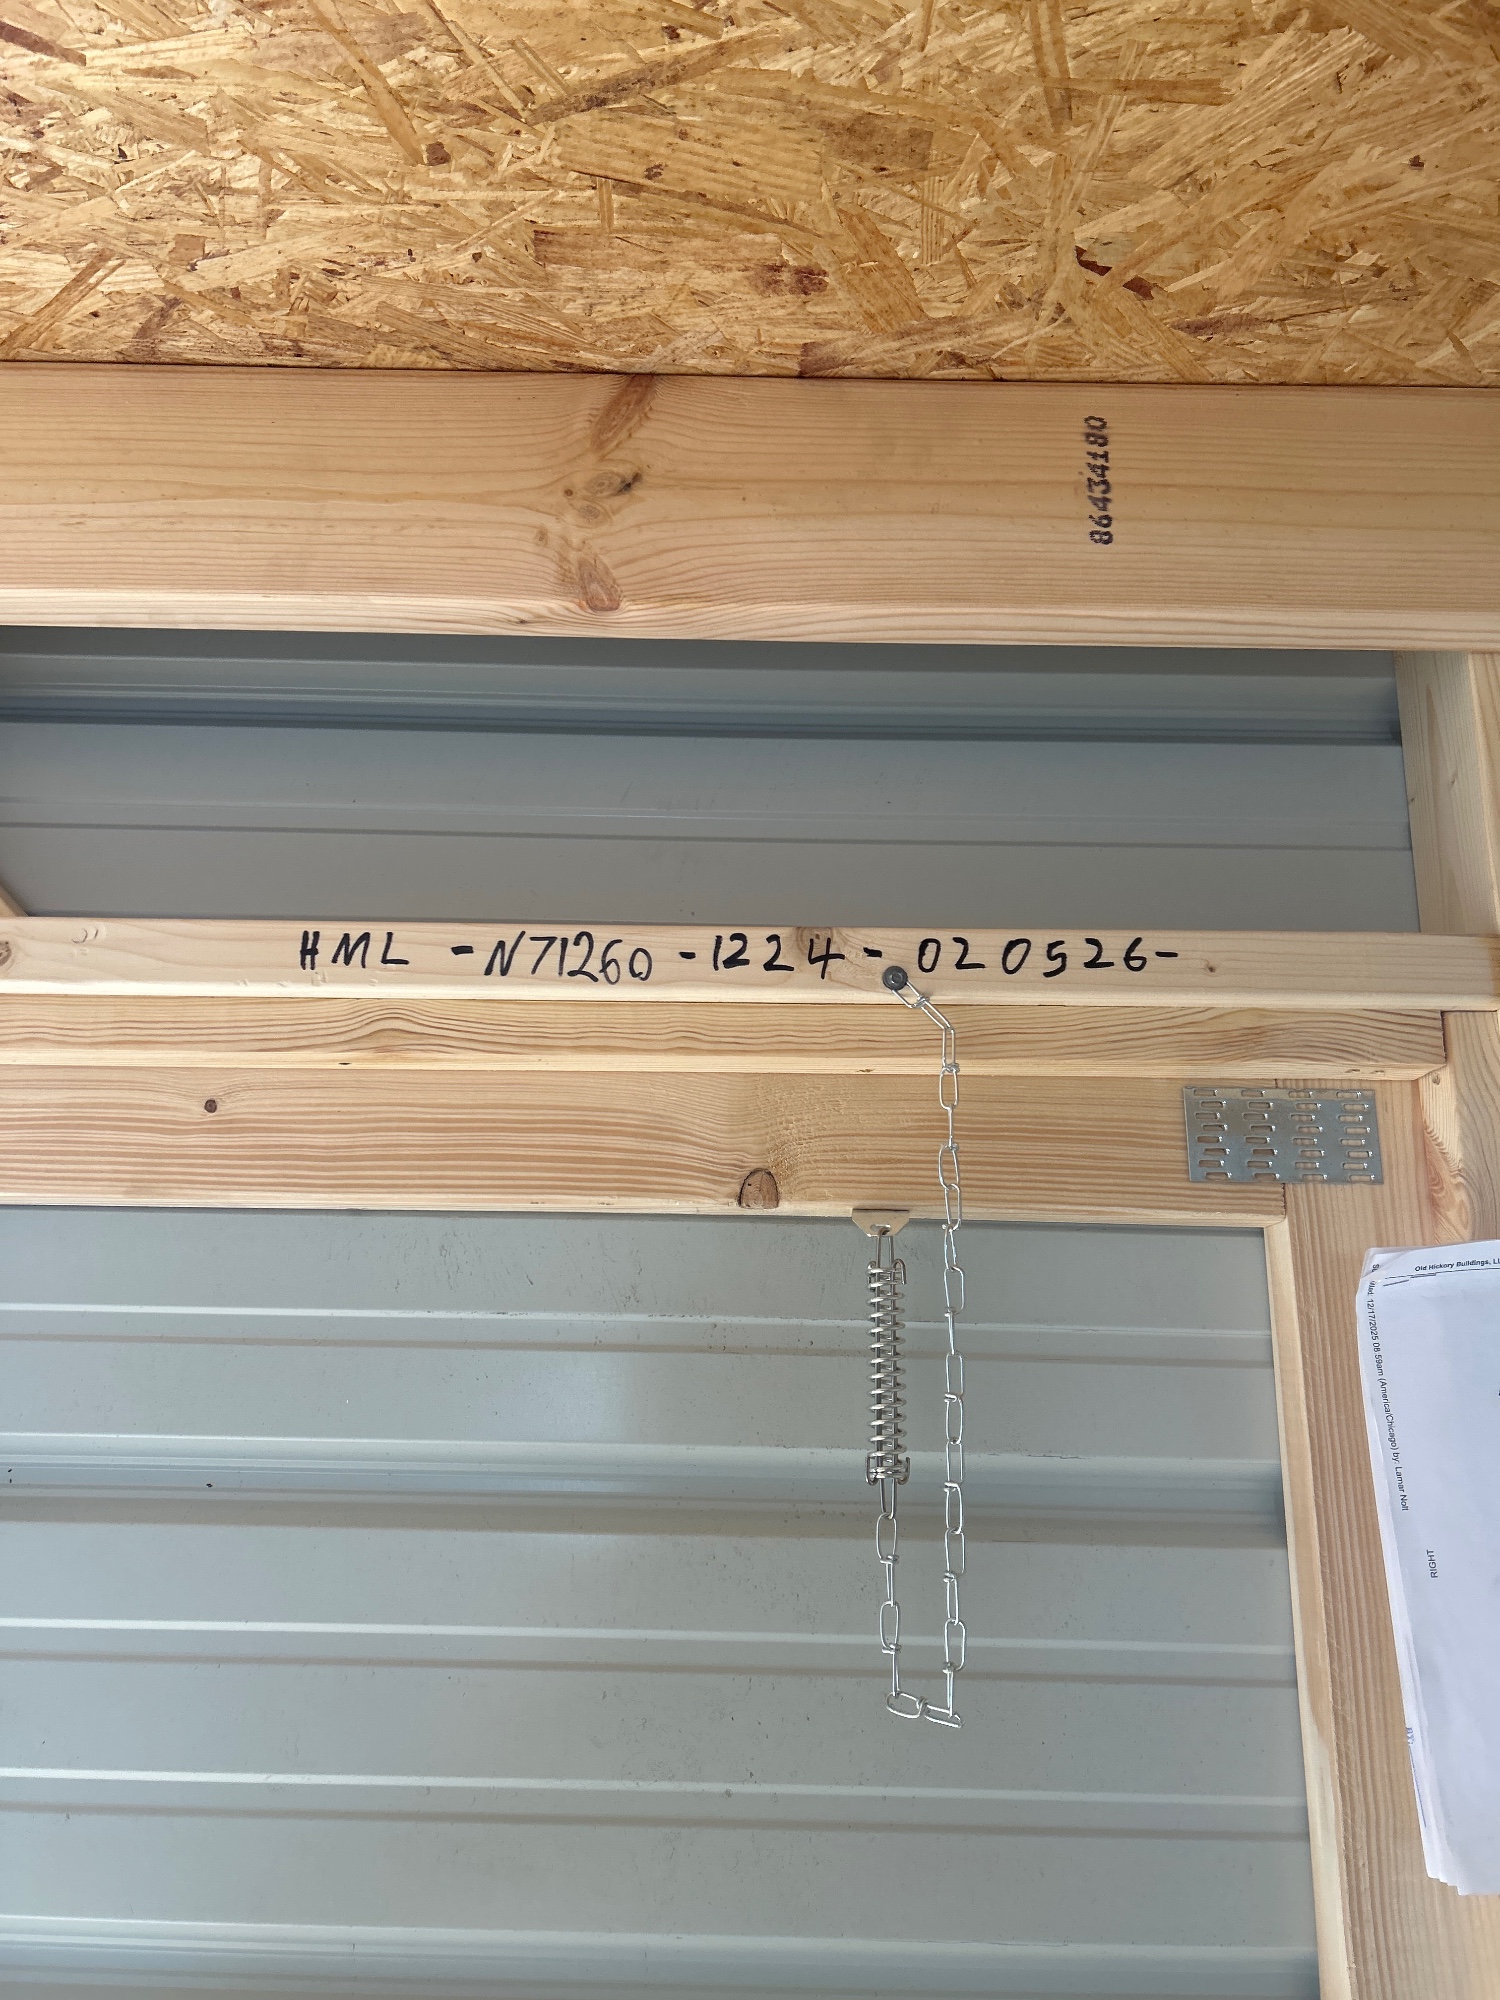 86434180
HML -N71260 -1224- 020526-
Old Hickory Buildings,
12/17/2025 08:59am (America/Chicago) by: Lamar Nolt
RIGHT